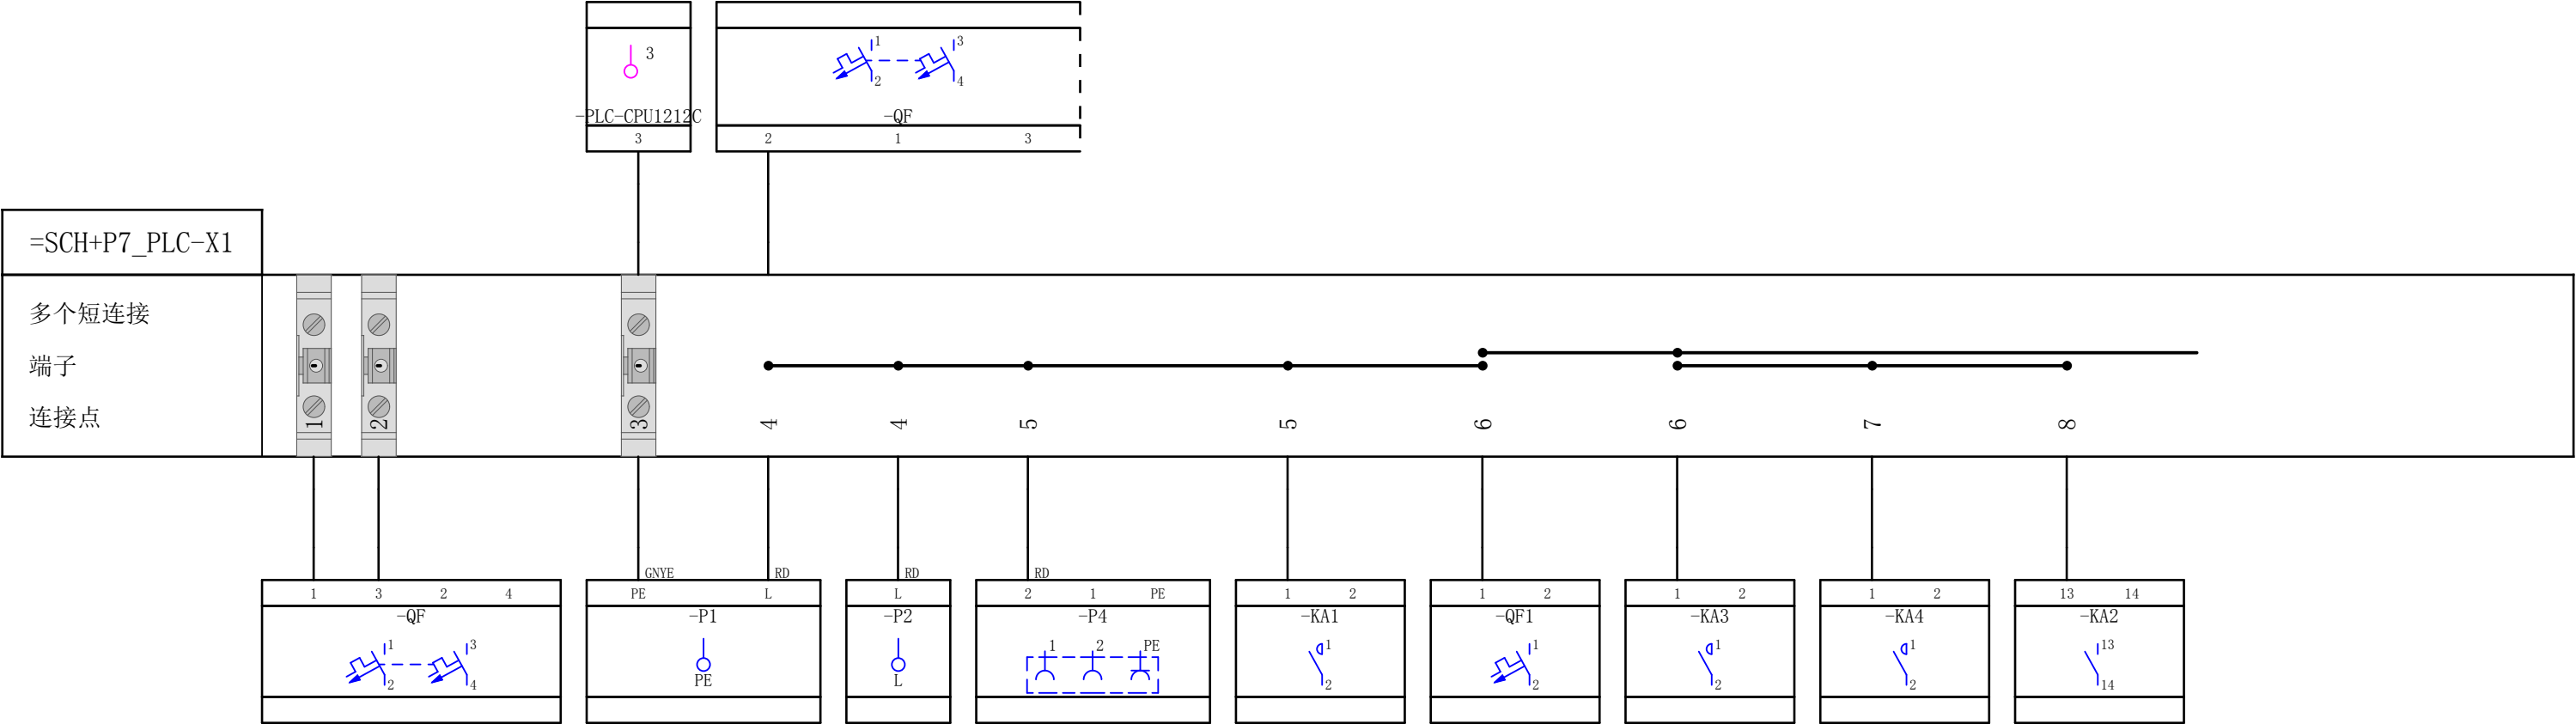 3
-PLC-CPU1212C
3
1 3
2 4
-QF
2 1 3
=SCH+P7_PLC-X1
多个短连接
端子
连接点
1 2 3 4 4 5 5 6 6 7 8
GNYE RD RD RD
1 3 2 4
-QF
1 3
2 4
PE L
-P1
PE
L
-P2
L
2 1 PE
-P4
1 2 PE
1 2
-KA1
1
2
1 2
-QF1
1
2
1 2
-KA3
1
2
1 2
-KA4
1
2
13 14
-KA2
13
14